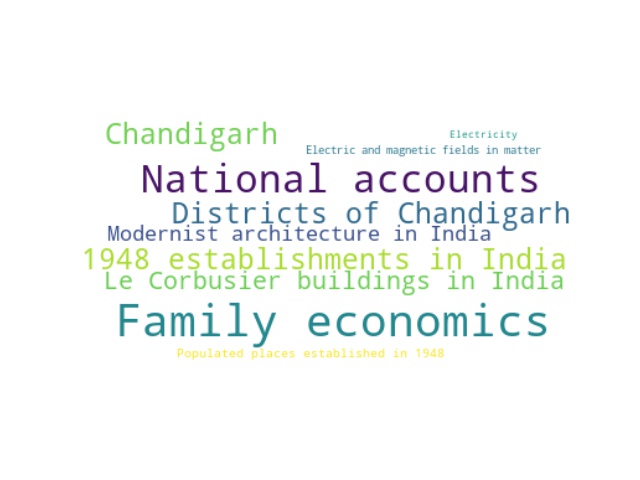 Chandigarh
Electricity
Electric and magnetic fields in matter
National accounts
Districts of Chandigarh
Modernist architecture in India
1948 establishments in India
Le Corbusier buildings in India
Family economics
Populated places established in 1948